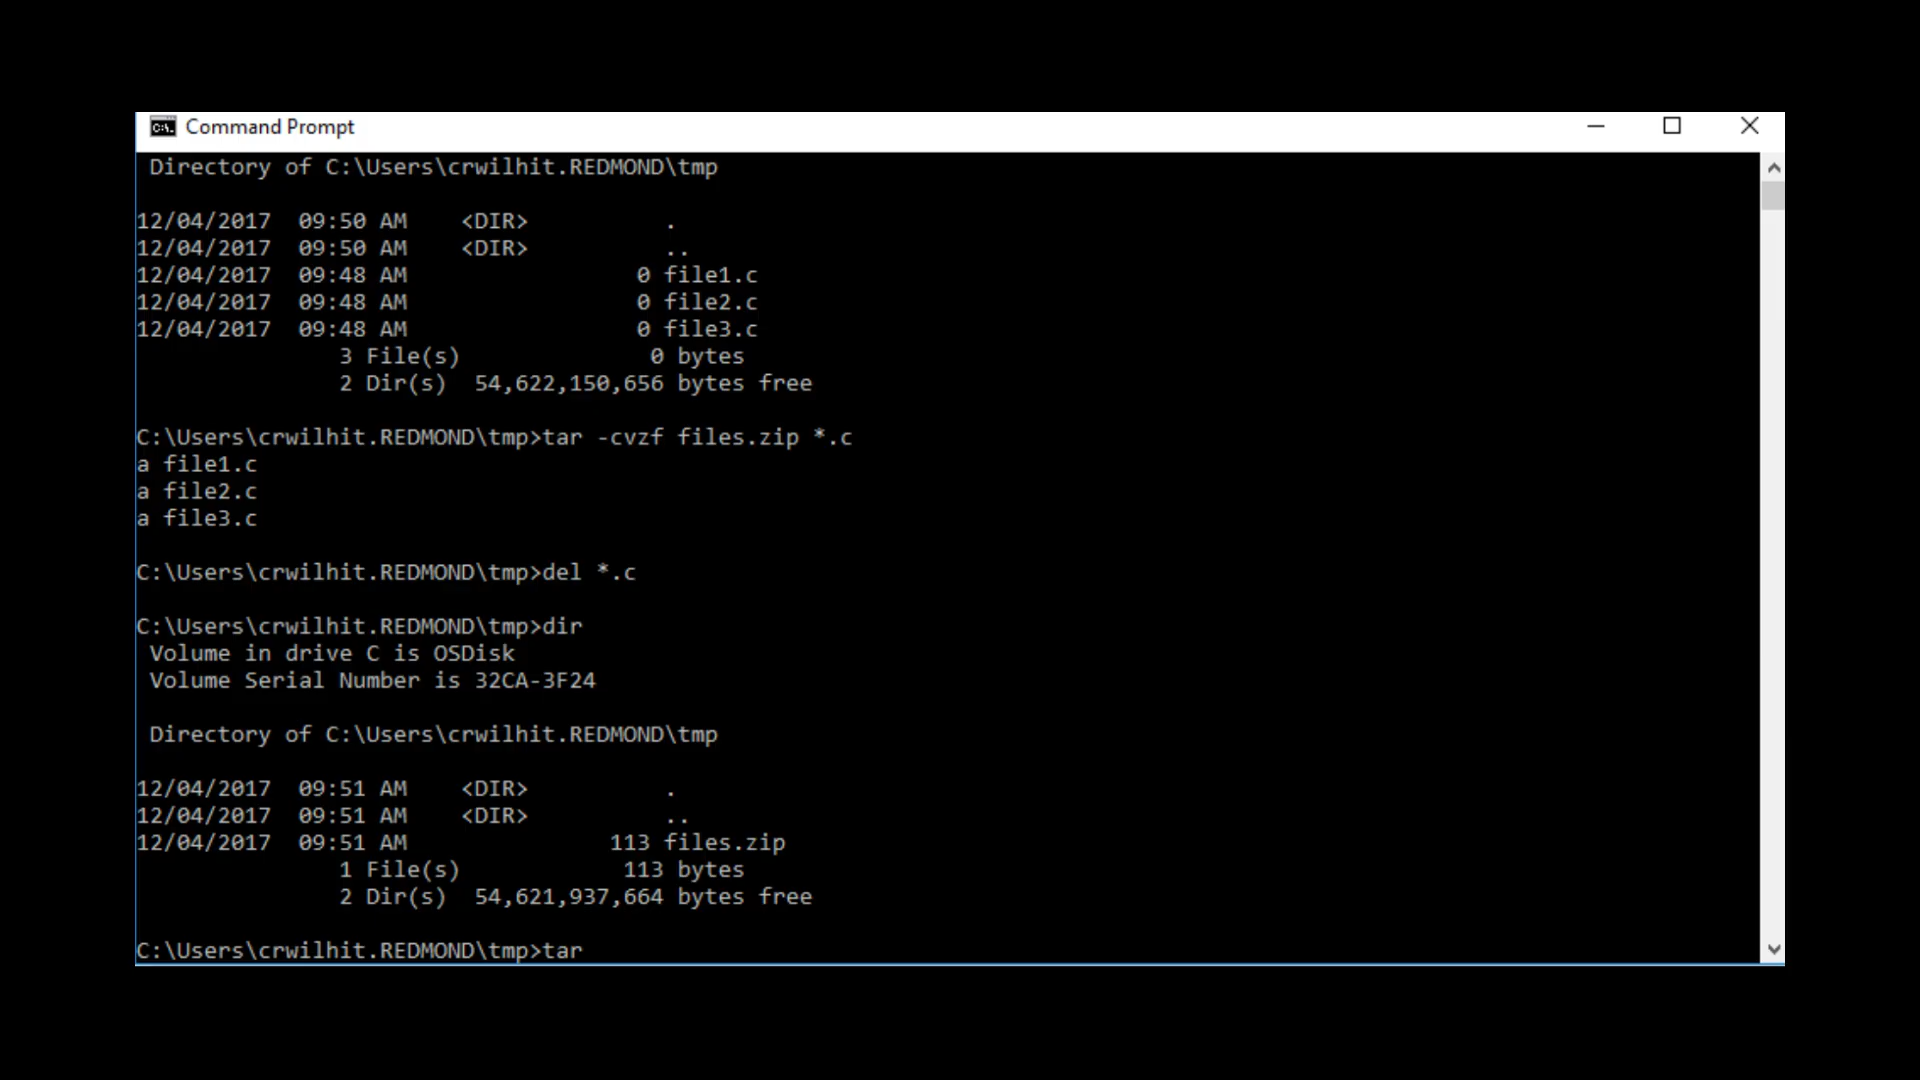 Command Prompt
Directory of C:\Users\crwilhit.REDMOND\tmp
12/04/2017  09:50 AM    <DIR>          .
12/04/2017  09:50 AM    <DIR>          ..
12/04/2017  09:48 AM                 0 file1.c
12/04/2017  09:48 AM                 0 file2.c
12/04/2017  09:48 AM                 0 file3.c
               3 File(s)              0 bytes
               2 Dir(s)  54,622,150,656 bytes free
C:\Users\crwilhit.REDMOND\tmp>tar -cvzf files.zip *.c
a file1.c
a file2.c
a file3.c
C:\Users\crwilhit.REDMOND\tmp>del *.c
C:\Users\crwilhit.REDMOND\tmp>dir
 Volume in drive C is OSDisk
 Volume Serial Number is 32CA-3F24
 Directory of C:\Users\crwilhit.REDMOND\tmp
12/04/2017  09:51 AM    <DIR>          .
12/04/2017  09:51 AM    <DIR>          ..
12/04/2017  09:51 AM               113 files.zip
               1 File(s)            113 bytes
               2 Dir(s)  54,621,937,664 bytes free
C:\Users\crwilhit.REDMOND\tmp>tar